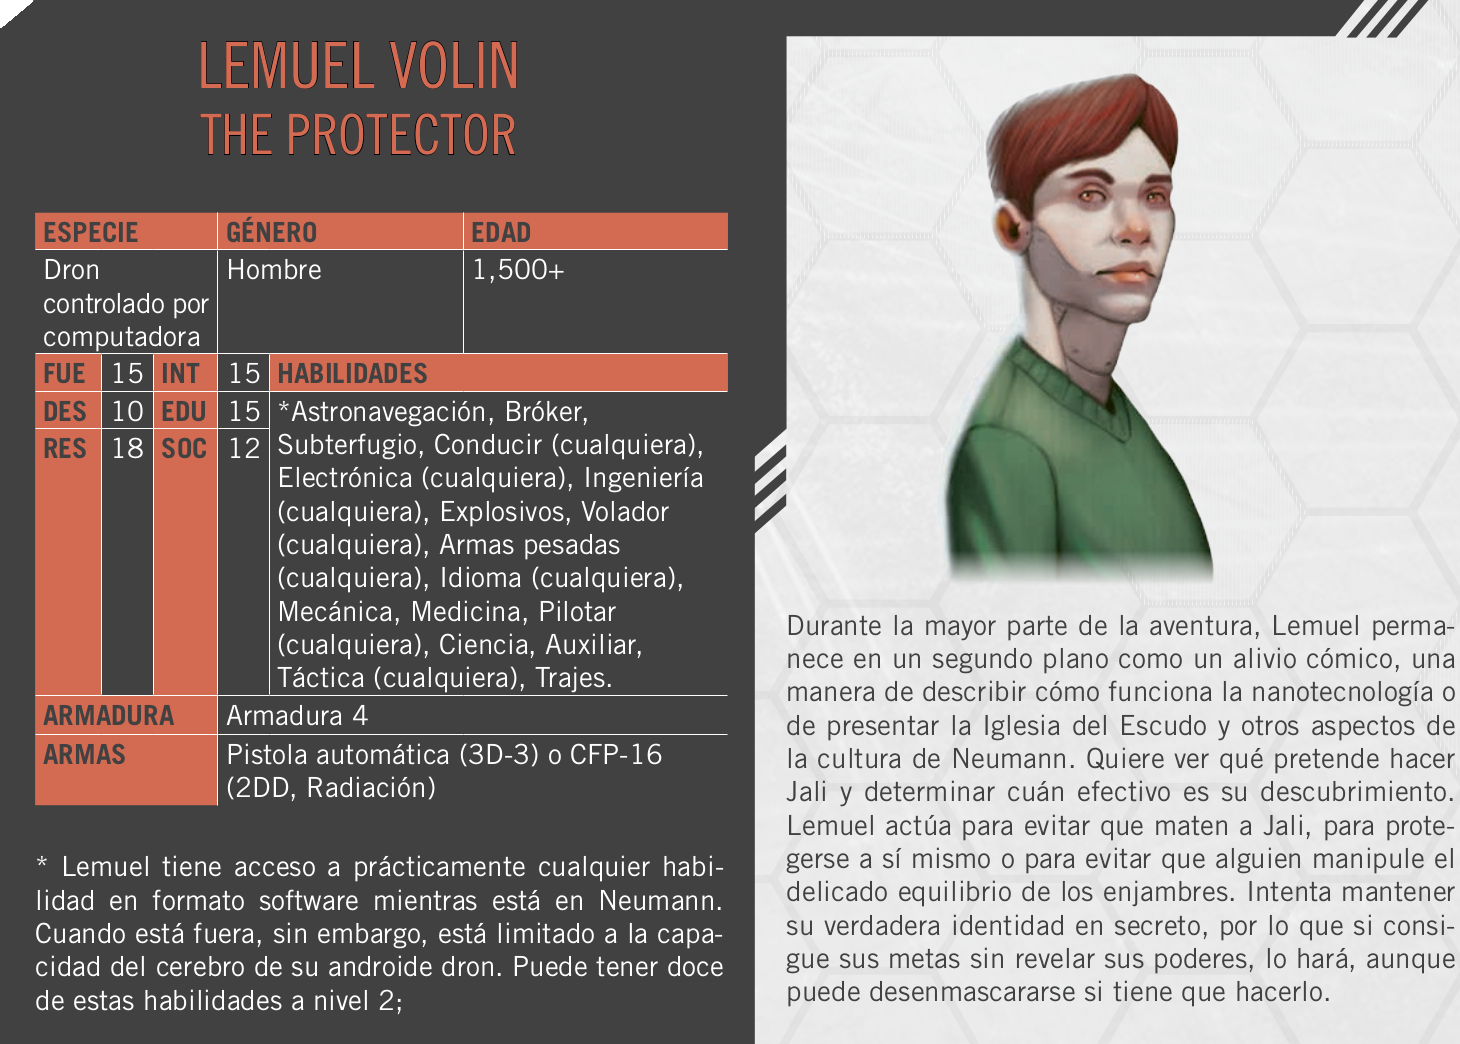 LEMUEL VOLIN
THE PROTECTOR
ESPECIE GÉNERO EDAD
Dron Hombre 1,500+
controlado por
computadora
FUE 15 INT 15 HABILIDADES
DES 10 EDU 15 *Astronavegación, Bróker,
RES 18 SOC 12 Subterfugio, Conducir (cualquiera),
Electrónica (cualquiera), Ingeniería
(cualquiera), Explosivos, Volador
(cualquiera), Armas pesadas
(cualquiera), Idioma (cualquiera),
Mecánica, Medicina, Pilotar
(cualquiera), Ciencia, Auxiliar,
Táctica (cualquiera), Trajes.
ARMADURA Armadura 4
ARMAS Pistola automática (3D-3) o CFP-16
(2DD, Radiación)
* Lemuel tiene acceso a prácticamente cualquier habi-
lidad en formato software mientras está en Neumann.
Cuando está fuera, sin embargo, está limitado a la capa-
cidad del cerebro de su androide dron. Puede tener doce
de estas habilidades a nivel 2;
Durante la mayor parte de la aventura, Lemuel perma-
nece en un segundo plano como un alivio cómico, una
manera de describir cómo funciona la nanotecnología o
de presentar la Iglesia del Escudo y otros aspectos de
la cultura de Neumann. Quiere ver qué pretende hacer
Jali y determinar cuán efectivo es su descubrimiento.
Lemuel actúa para evitar que maten a Jali, para prote-
gerse a sí mismo o para evitar que alguien manipule el
delicado equilibrio de los enjambres. Intenta mantener
su verdadera identidad en secreto, por lo que si consi-
gue sus metas sin revelar sus poderes, lo hará, aunque
puede desenmascararse si tiene que hacerlo.